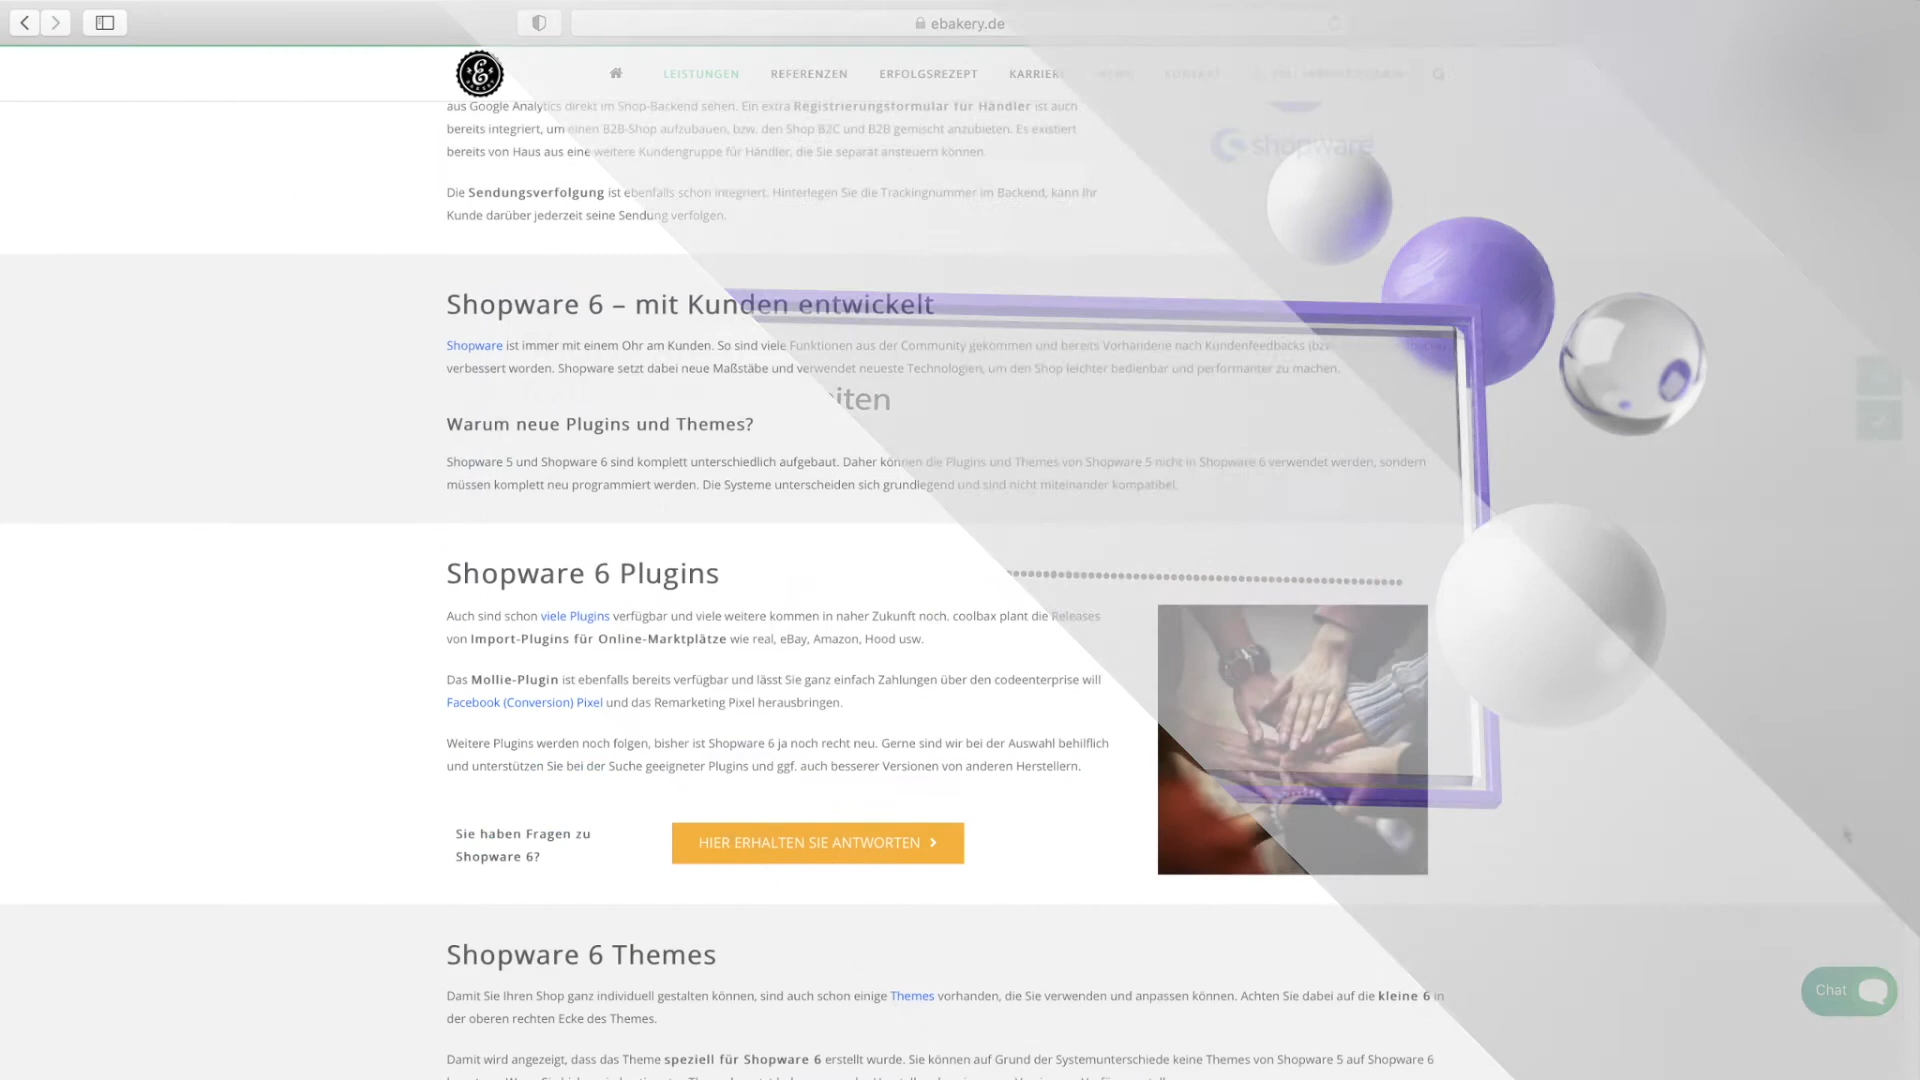 ebakery.de
LEISTUNGEN REFERENZEN ERFOLGSREZEPT KARRIERE NEWS KONTAKT
aus Google Analytics direkt im Shop-Backend sehen. Ein extra Registrierungsformular für Händler ist auch
bereits integriert, um einen B2B-Shop aufzubauen, bzw. den Shop B2C und B2B gemischt anzubieten. Es existiert
bereits von Haus aus eine weitere Kundengruppe für Händler, die Sie separat ansteuern können.
shopware
Die Sendungsverfolgung ist ebenfalls schon integriert. Hinterlegen Sie die Trackingnummer im Backend, kann Ihr
Kunde darüber jederzeit seine Sendung verfolgen.
Shopware 6 – mit Kunden entwickelt
Shopware ist immer mit einem Ohr am Kunden. So sind viele Funktionen aus der Community gekommen und bereits Vorhandene nach Kundenfeedbacks
verbessert worden. Shopware setzt dabei neue Maßstäbe und verwendet neueste Technologien, um den Shop leichter bedienbar und performanter zu machen.
iten
Warum neue Plugins und Themes?
Shopware 5 und Shopware 6 sind komplett unterschiedlich aufgebaut. Daher können die Plugins und Themes von Shopware 5 nicht in Shopware 6 verwendet werden, sondern
müssen komplett neu programmiert werden. Die Systeme unterscheiden sich grundlegend und sind nicht miteinander kompatibel.
Shopware 6 Plugins
Auch sind schon viele Plugins verfügbar und viele weitere kommen in naher Zukunft noch. coolbax plant die Releases
von Import-Plugins für Online-Marktplätze wie real, eBay, Amazon, Hood usw.
Das Mollie-Plugin ist ebenfalls bereits verfügbar und lässt Sie ganz einfach Zahlungen über den codeenterprise will
Facebook (Conversion) Pixel und das Remarketing Pixel herausbringen.
Weitere Plugins werden noch folgen, bisher ist Shopware 6 ja noch recht neu. Gerne sind wir bei der Auswahl behilflich
und unterstützen Sie bei der Suche geeigneter Plugins und ggf. auch besserer Versionen von anderen Herstellern.
Sie haben Fragen zu
Shopware 6?
HIER ERHALTEN SIE ANTWORTEN
Shopware 6 Themes
Damit Sie Ihren Shop ganz individuell gestalten können, sind auch schon einige Themes vorhanden, die Sie verwenden und anpassen können. Achten Sie dabei auf die kleine 6 in
der oberen rechten Ecke des Themes.
Chat
Damit wird angezeigt, dass das Theme speziell für Shopware 6 erstellt wurde. Sie können auf Grund der Systemunterschiede keine Themes von Shopware 5 auf Shopware 6